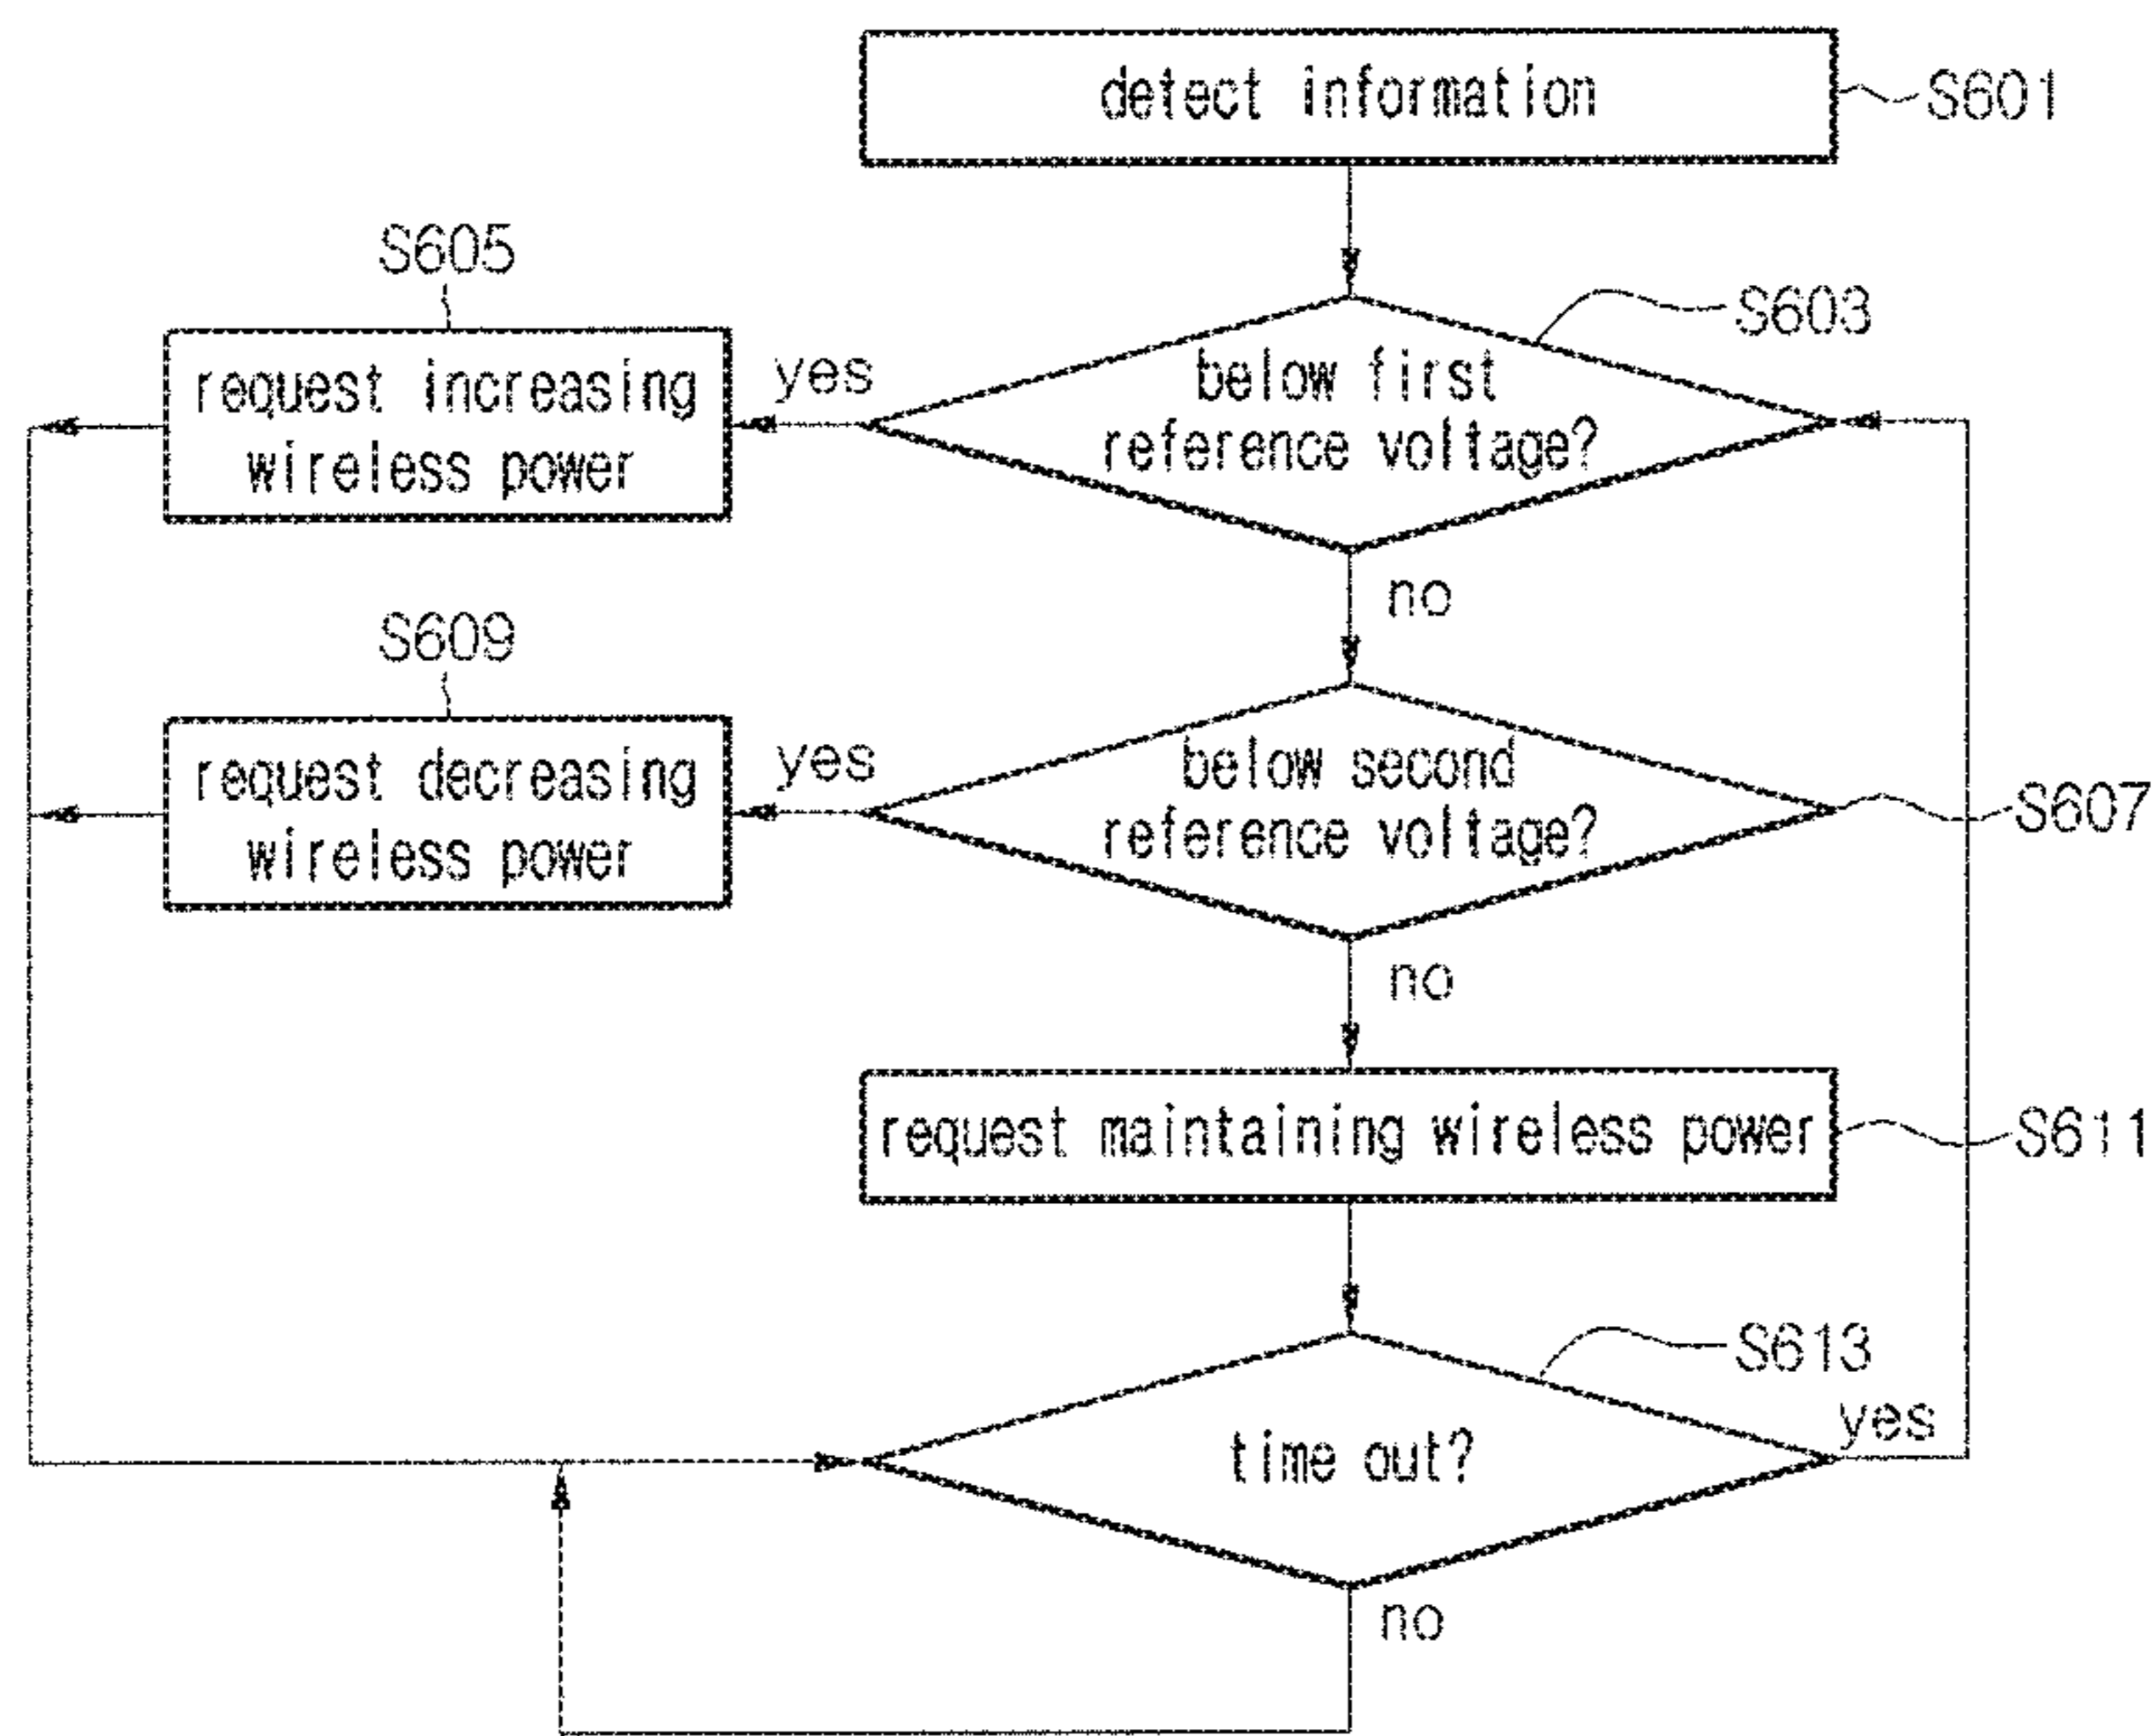 detect information
S601
S605
S603
request increasing
wireless power
yes
below first
reference voltage?
no
S609
request decreasing
wireless power
yes
below second
reference voltage?
S607
no
request maintaining wireless power
S611
S613
time out?
yes
no